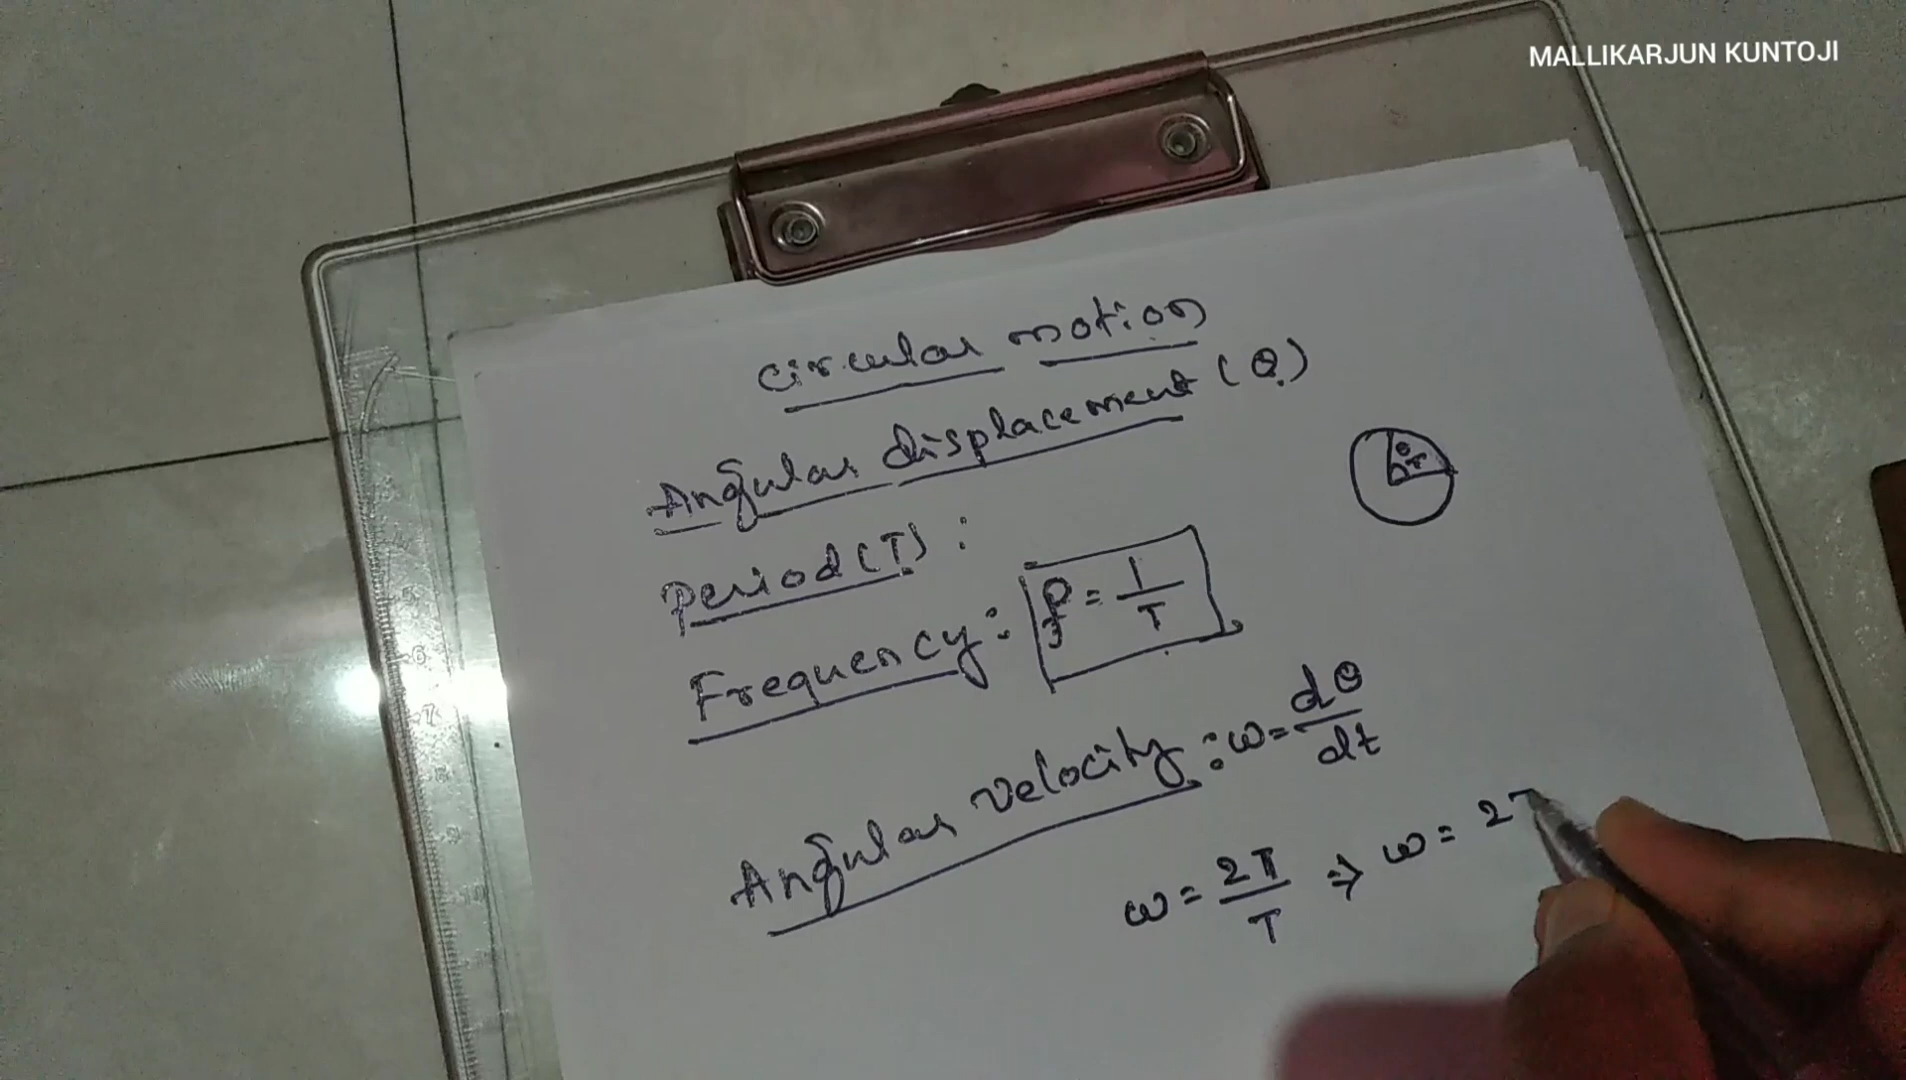 MALLIKARJUN KUNTOJI
circular motion
Angular displacement (θ)
Period (T) :
Frequency : f = 1/T
Angular velocity : ω = dθ/dt
ω = 2π/T ⇒ ω = 2